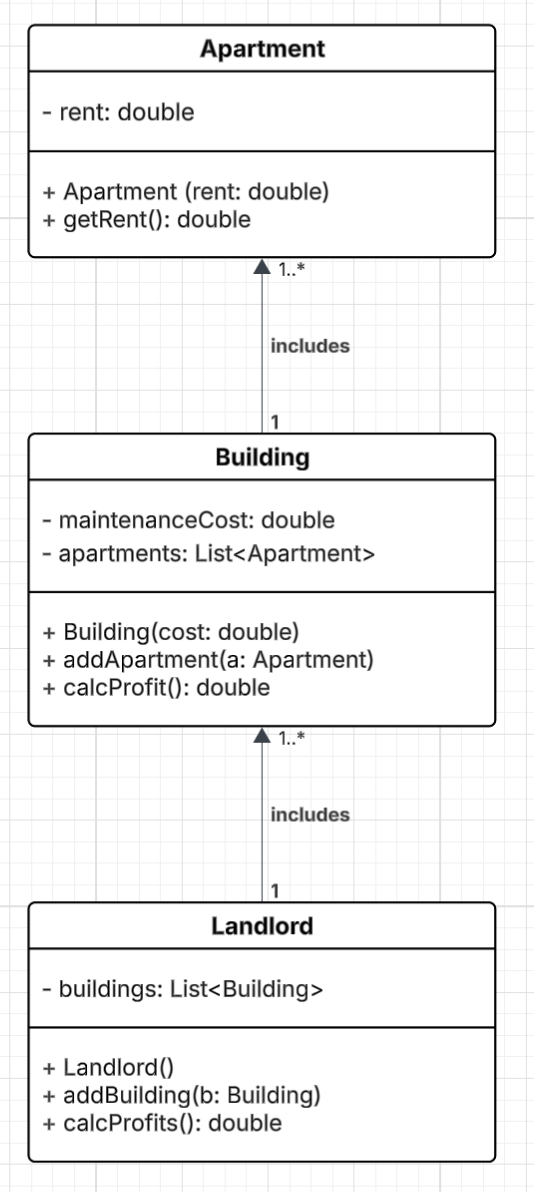 Apartment
- rent: double
+ Apartment (rent: double)
+ getRent(): double
1..*
includes
1
Building
- maintenanceCost: double
- apartments: List<Apartment>
+ Building(cost: double)
+ addApartment(a: Apartment)
+ calcProfit(): double
1..*
includes
1
Landlord
- buildings: List<Building>
+ Landlord()
+ addBuilding(b: Building)
+ calcProfits(): double